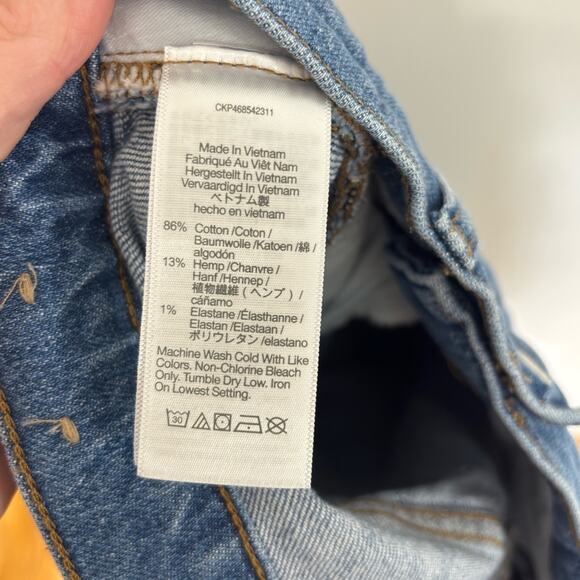 CKP468542311
Made In Vietnam
Fabriqué Au Viêt Nam
Hergestellt In Vietnam
Vervaardigd In Vietnam
ベトナム製
hecho en vietnam
86% Cotton /Coton /
Baumwolle /Katoen /綿 /
algodón
13% Hemp/Chanvre /
Hanf /Hennep /
植物繊維（ヘンプ）/
cáñamo
1% Elastane /Élasthanne /
Elastan /Elastaan /
ポリウレタン /elastano
Machine Wash Cold With Like
Colors. Non-Chlorine Bleach
Only. Tumble Dry Low. Iron
On Lowest Setting.
30